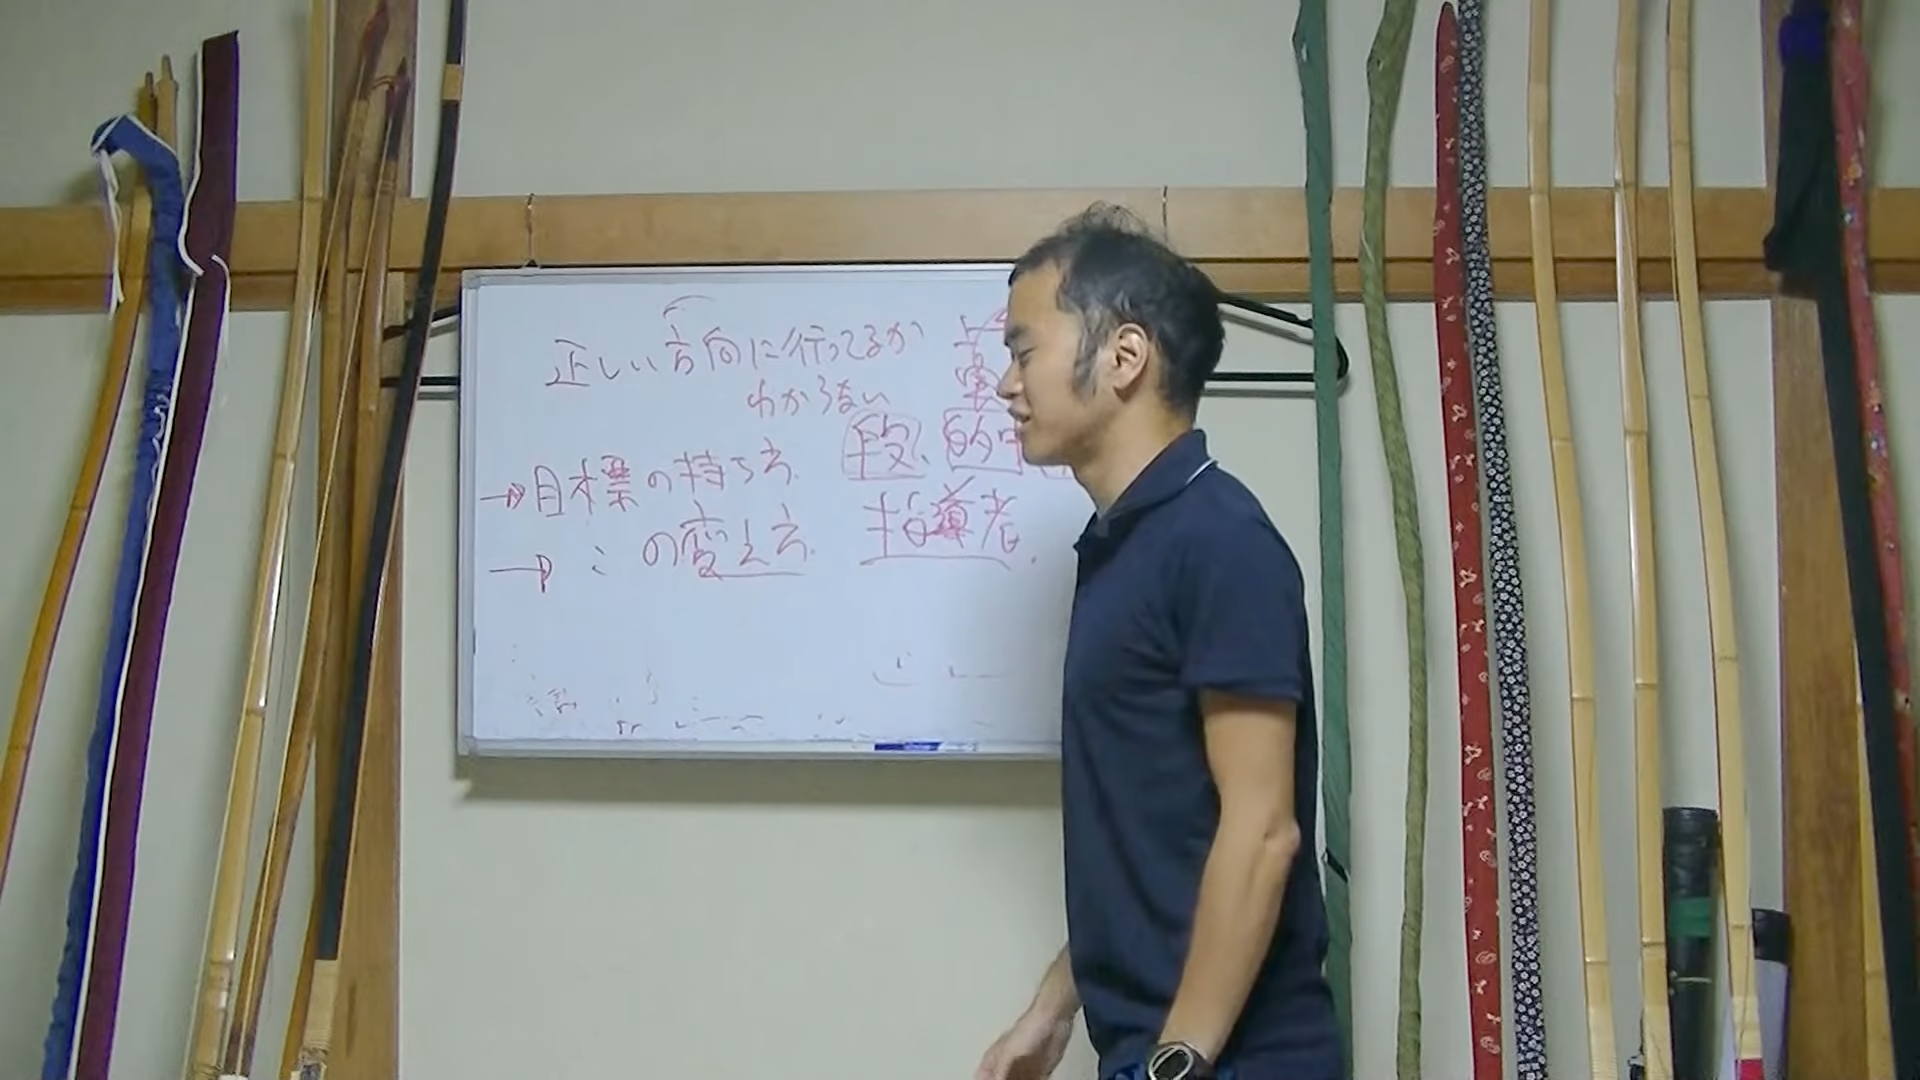 正しい方向に行ってるか
わからない
段、的中
→目標の持ち方.
指導者.
→ 〃 の変え方.